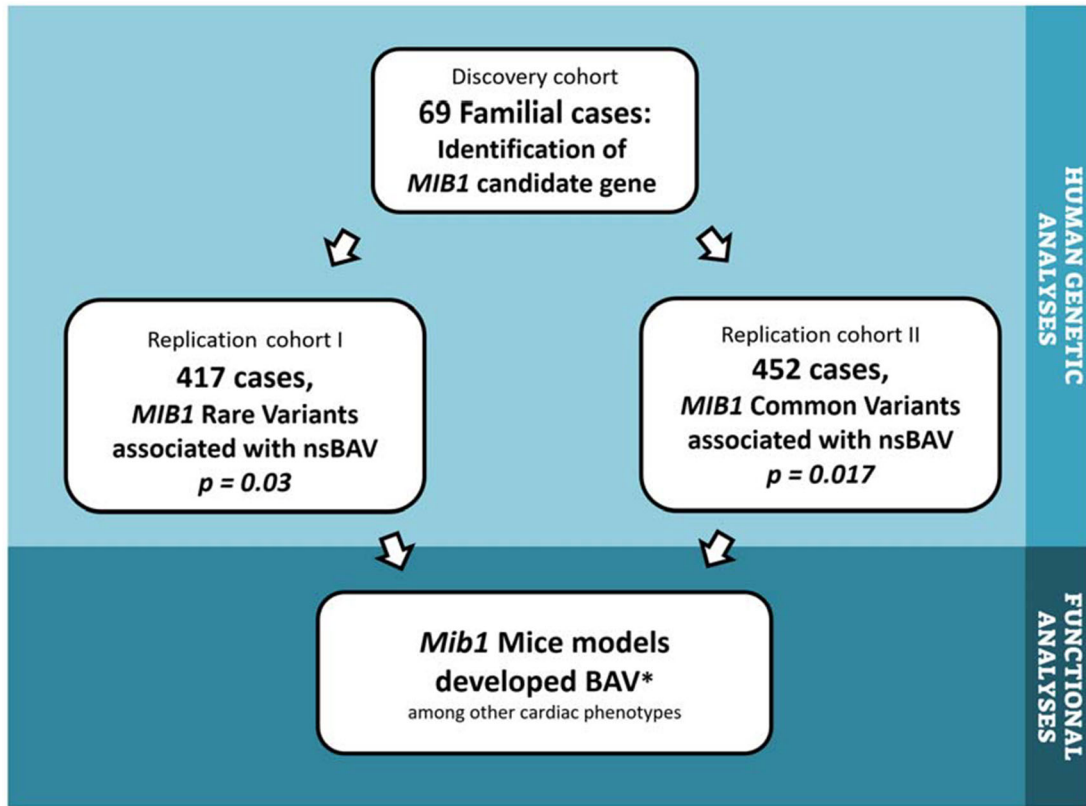 Discovery cohort
69 Familial cases:
Identification of
MIB1 candidate gene
Replication cohort I
417 cases,
MIB1 Rare Variants
associated with nsBAV
p = 0.03
Replication cohort II
452 cases,
MIB1 Common Variants
associated with nsBAV
p = 0.017
HUMAN GENETIC
ANALYSES
Mib1 Mice models
developed BAV*
among other cardiac phenotypes
FUNCTIONAL
ANALYSES